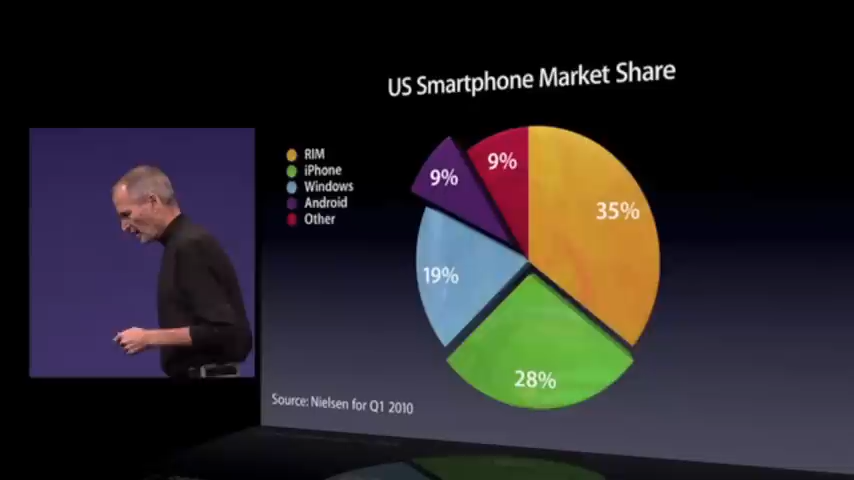 US Smartphone Market Share
RIM
iPhone
Windows
Android
Other
9%
9%
35%
19%
28%
Source: Nielsen for Q1 2010